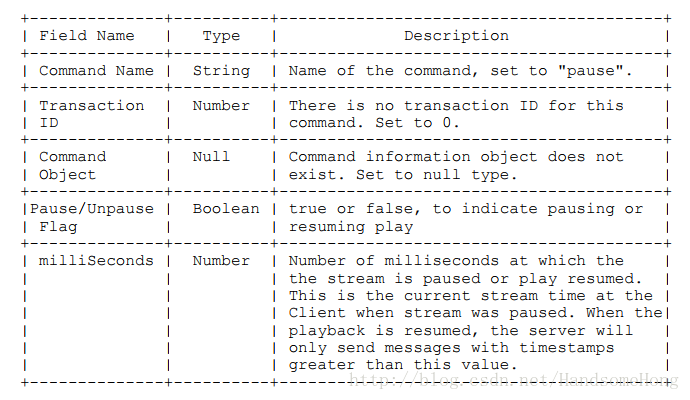 +----------------+-----------+---------------------------------------+
| Field Name | Type | Description |
+----------------+-----------+---------------------------------------+
| Command Name | String | Name of the command, set to "pause". |
+----------------+-----------+---------------------------------------+
| Transaction | Number | There is no transaction ID for this |
| ID | | command. Set to 0. |
+----------------+-----------+---------------------------------------+
| Command | Null | Command information object does not |
| Object | | exist. Set to null type. |
+----------------+-----------+---------------------------------------+
|Pause/Unpause | Boolean | true or false, to indicate pausing or |
| Flag | | resuming play |
+----------------+-----------+---------------------------------------+
| milliSeconds | Number | Number of milliseconds at which the |
| | | the stream is paused or play resumed. |
| | | This is the current stream time at the |
| | | Client when stream was paused. When the|
| | | playback is resumed, the server will |
| | | only send messages with timestamps |
| | | greater than this value. |
+----------------+-----------+---------------------------------------+
http://blog.csdn.net/HandsomeHong